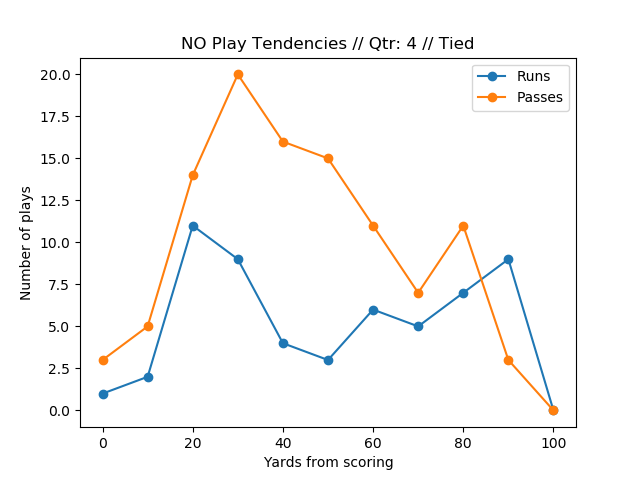 NO Play Tendencies // Qtr: 4 // Tied
Runs
Passes
Number of plays
20.0
17.5
15.0
12.5
10.0
7.5
5.0
2.5
0.0
0 20 40 60 80 100
Yards from scoring